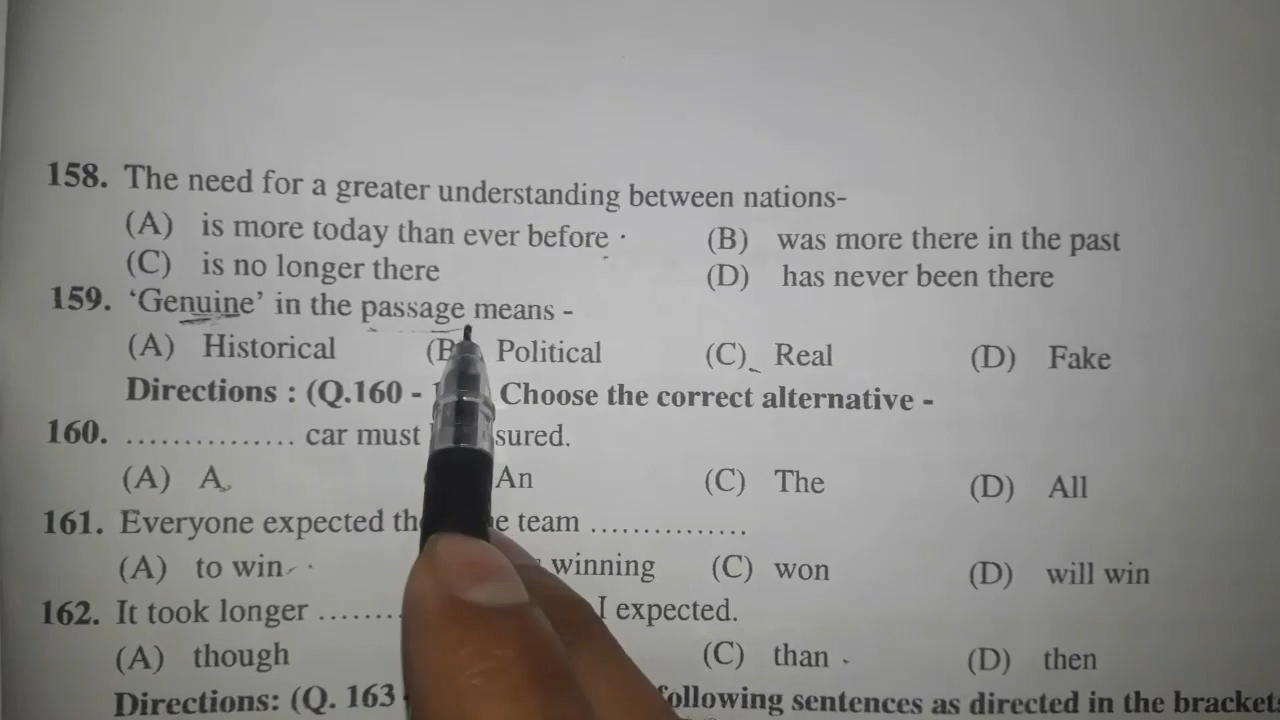 158. The need for a greater understanding between nations-
(A) is more today than ever before (B) was more there in the past
(C) is no longer there (D) has never been there
159. 'Genuine' in the passage means -
(A) Historical (B Political (C) Real (D) Fake
Directions : (Q.160 - Choose the correct alternative -
160. ............... car must sured.
(A) A An (C) The (D) All
161. Everyone expected th e team ...............
(A) to win winning (C) won (D) will win
162. It took longer ........ I expected.
(A) though (C) than (D) then
Directions: (Q. 163 following sentences as directed in the bracket